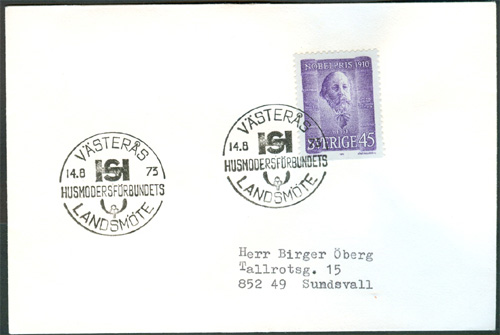 NOBELPRIS 1910
SVERIGE 45
VÄSTERÅS
14.8 73
HUSMODERSFÖRBUNDETS
LANDSMÖTE
VÄSTERÅS
14.8 73
HUSMODERSFÖRBUNDETS
LANDSMÖTE
Herr Birger Öberg
Tallrotsg. 15
852 49 Sundsvall